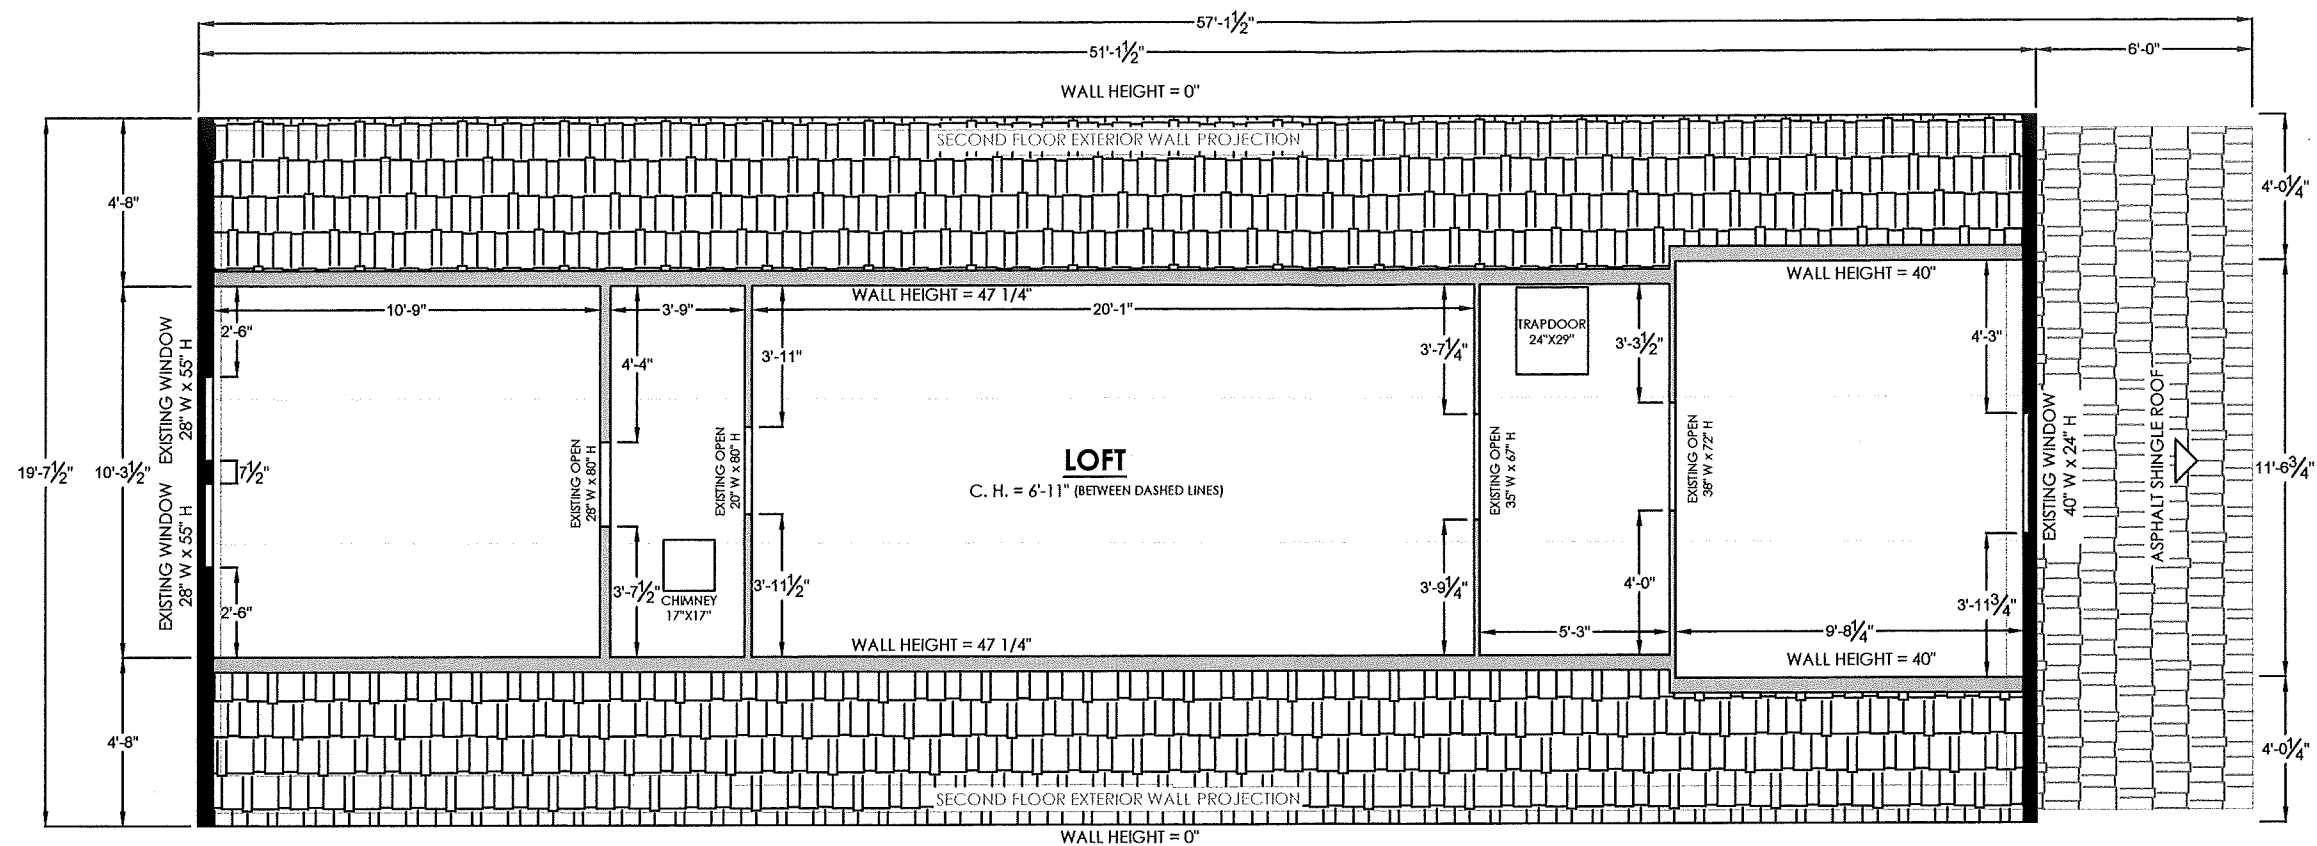 57'-1½"
51'-1½"
6'-0"
WALL HEIGHT = 0"
SECOND FLOOR EXTERIOR WALL PROJECTION
4'-8"
4'-0¼"
WALL HEIGHT = 40"
WALL HEIGHT = 47 1/4"
10'-9"
3'-9"
20'-1"
2'-6"
4'-4"
3'-11"
3'-7¼"
TRAPDOOR
24"X29"
3'-3½"
4'-3"
EXISTING WINDOW
28" W x 55" H
EXISTING WINDOW
28" W x 55" H
19'-7½"
10'-3½"
7½"
EXISTING OPEN
28" W x 80" H
EXISTING OPEN
20" W x 80" H
LOFT
C. H. = 6'-11" (BETWEEN DASHED LINES)
EXISTING OPEN
35" W x 67" H
EXISTING OPEN
38" W x 72" H
EXISTING WINDOW
40" W x 24" H
ASPHALT SHINGLE ROOF
11'-6¾"
2'-6"
3'-7½"
CHIMNEY
17"X17"
3'-11½"
3'-9¼"
4'-0"
3'-11¾"
5'-3"
9'-8¼"
WALL HEIGHT = 47 1/4"
WALL HEIGHT = 40"
4'-8"
4'-0¼"
SECOND FLOOR EXTERIOR WALL PROJECTION
WALL HEIGHT = 0"